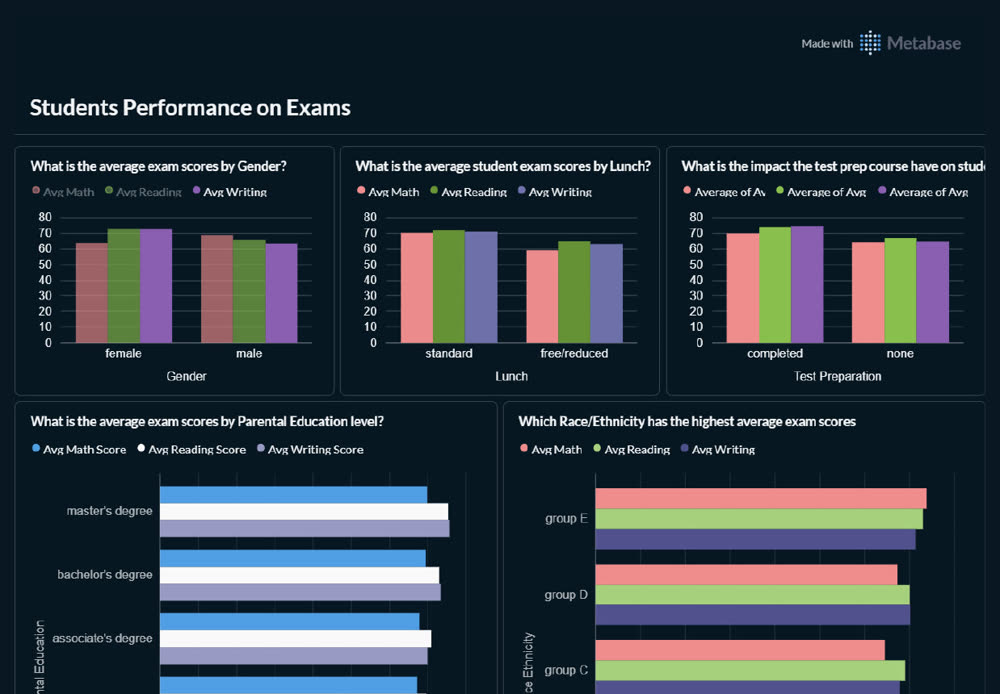 Made with Metabase
Students Performance on Exams
What is the average exam scores by Gender?
Avg Math Avg Reading Avg Writing
80
70
60
50
40
30
20
10
0
female male
Gender
What is the average student exam scores by Lunch?
Avg Math Avg Reading Avg Writing
80
70
60
50
40
30
20
10
0
standard free/reduced
Lunch
What is the impact the test prep course have on stud
Average of Av Average of Avg Average of Avg
80
70
60
50
40
30
20
10
0
completed none
Test Preparation
What is the average exam scores by Parental Education level?
Avg Math Score Avg Reading Score Avg Writing Score
master's degree
bachelor's degree
associate's degree
ntal Education
Which Race/Ethnicity has the highest average exam scores
Avg Math Avg Reading Avg Writing
group E
group D
group C
ce Ethnicity